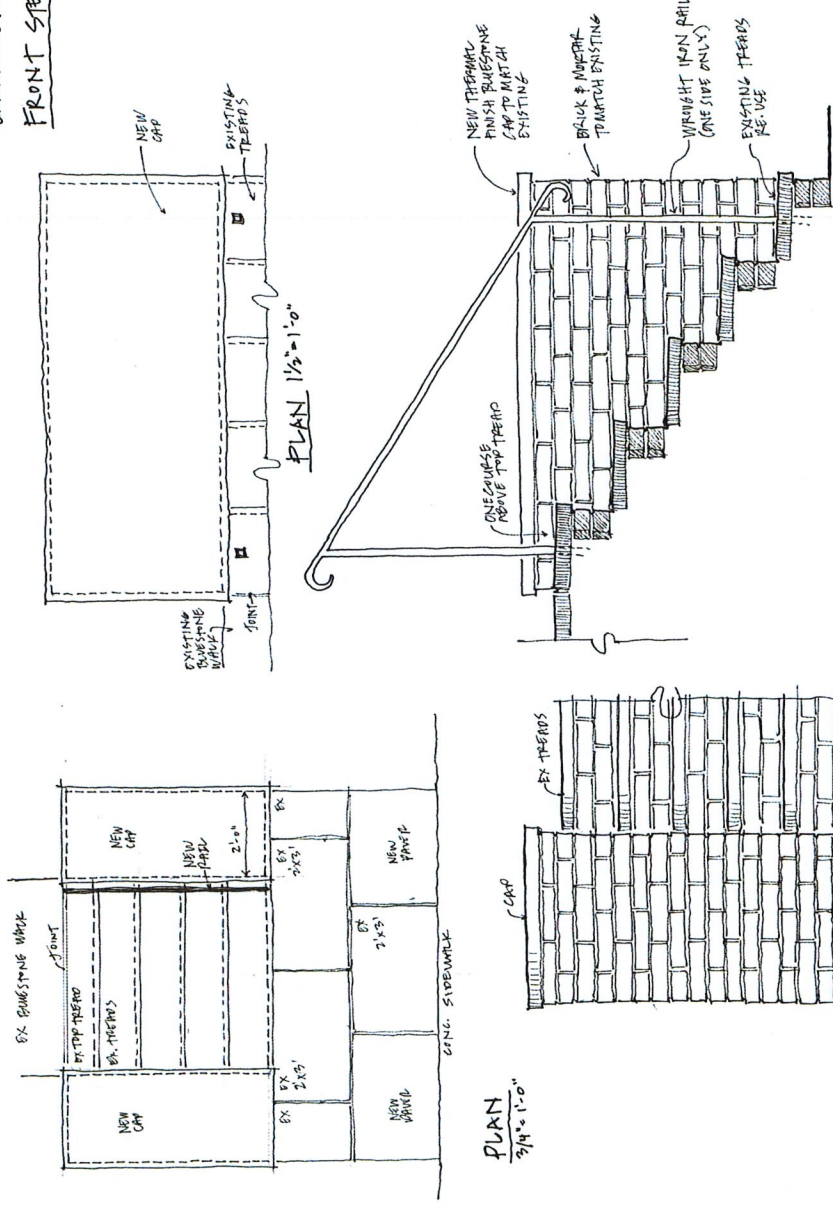 FRONT
NEW
CAP
EXISTING
TREADS
EXISTING
BLUESTONE
WALK
JOINT
PLAN 1½"=1'-0"
NEW THERMAL
FINISH BLUESTONE
CAP TO MATCH
EXISTING
BRICK & MORTAR
TO MATCH EXISTING
WROUGHT IRON RAIL
(ONE SIDE ONLY)
EXISTING TREADS
RE-USE
ONE COURSE
ABOVE TOP TREAD
EX BLUESTONE WALK
JOINT
EX TOP TREAD
EX. TREADS
NEW
CAP
NEW
RAIL
NEW
CAP
2'-0"
EX
EX
2'X3'
EX
2'X3'
EX
NEW
PAVER
EX
2'X3'
NEW
PAVER
CONC. SIDEWALK
PLAN
3/4"=1'-0"
CAP
EX TREADS